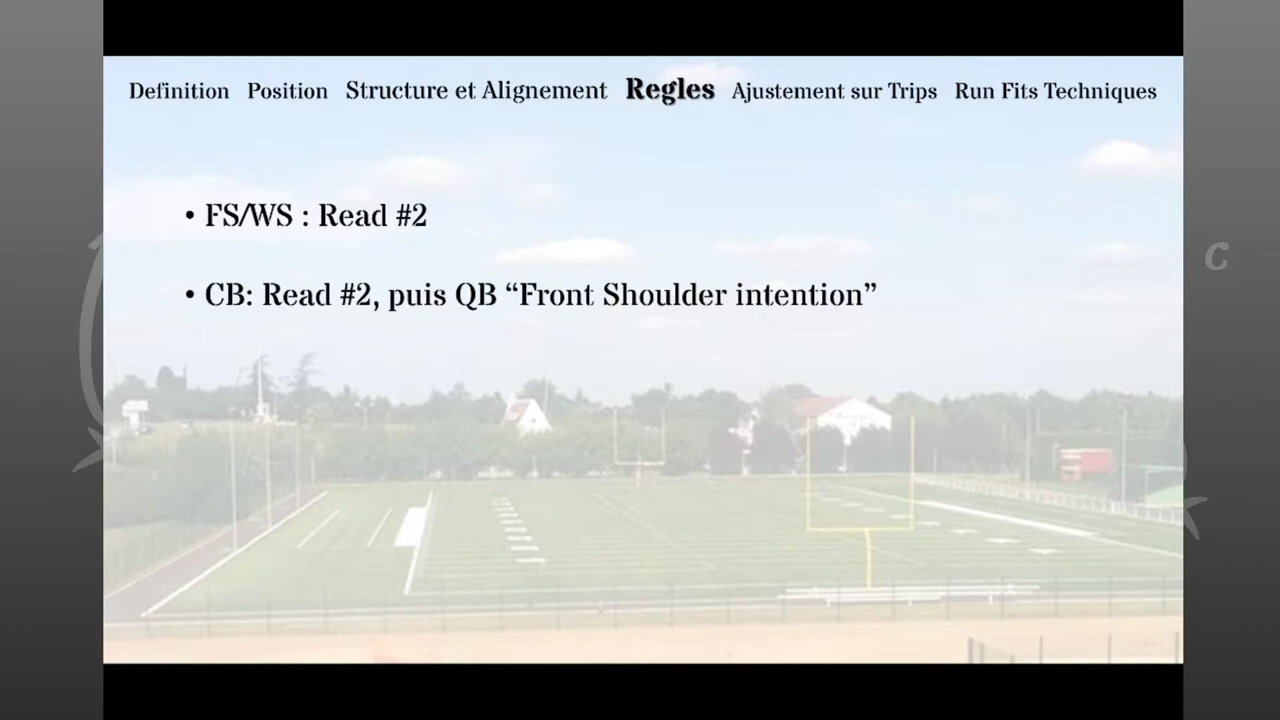 Definition Position Structure et Alignement Regles Ajustement sur Trips Run Fits Techniques
• FS/WS : Read #2
• CB: Read #2, puis QB “Front Shoulder intention”
C